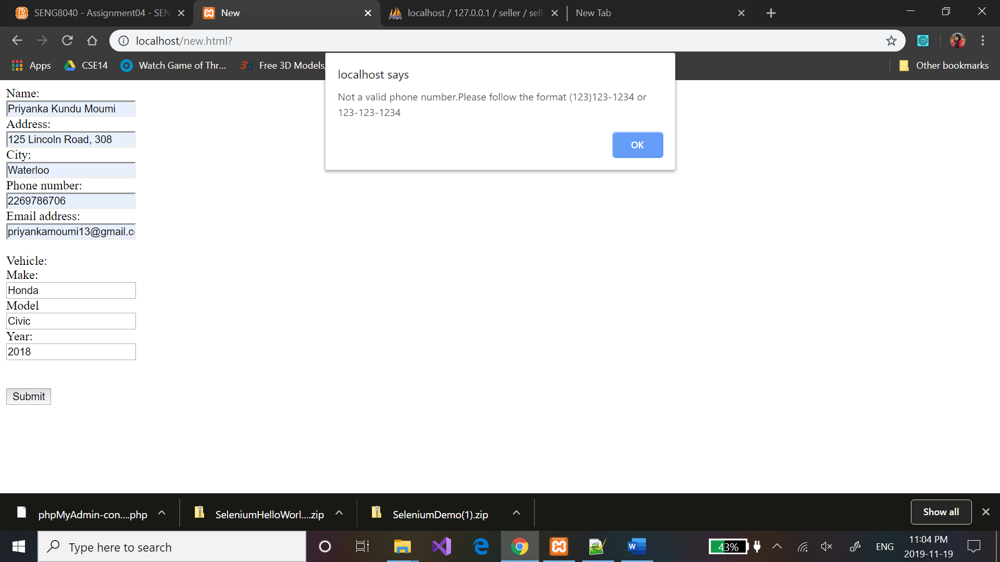 SENG8040 - Assignment04 - SEN
New
localhost / 127.0.0.1 / seller / sell
New Tab
localhost/new.html?
Apps
CSE14
Watch Game of Thr...
3D
Free 3D Models,
Other bookmarks
localhost says
Not a valid phone number.Please follow the format (123)123-1234 or
123-123-1234
OK
Name:
Priyanka Kundu Moumi
Address:
125 Lincoln Road, 308
City:
Waterloo
Phone number:
2269786706
Email address:
priyankamoumi13@gmail.c
Vehicle:
Make:
Honda
Model
Civic
Year:
2018
Submit
phpMyAdmin-con....php
SeleniumHelloWorl....zip
SeleniumDemo(1).zip
Show all
Type here to search
43%
ENG
11:04 PM
2019-11-19